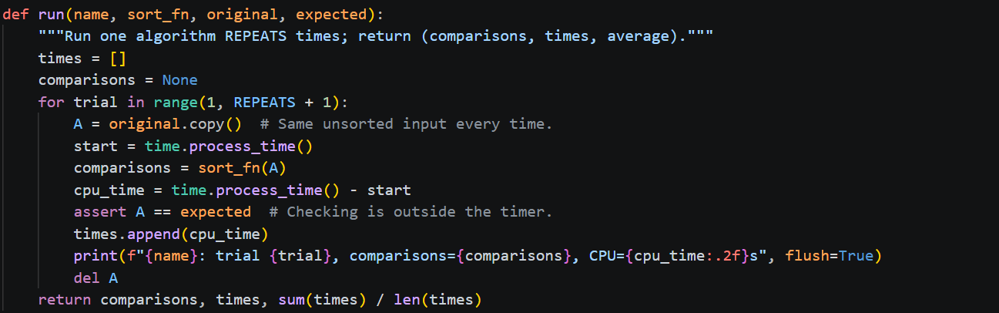 def run(name, sort_fn, original, expected):
    """Run one algorithm REPEATS times; return (comparisons, times, average)."""
    times = []
    comparisons = None
    for trial in range(1, REPEATS + 1):
        A = original.copy()  # Same unsorted input every time.
        start = time.process_time()
        comparisons = sort_fn(A)
        cpu_time = time.process_time() - start
        assert A == expected  # Checking is outside the timer.
        times.append(cpu_time)
        print(f"{name}: trial {trial}, comparisons={comparisons}, CPU={cpu_time:.2f}s", flush=True)
        del A
    return comparisons, times, sum(times) / len(times)